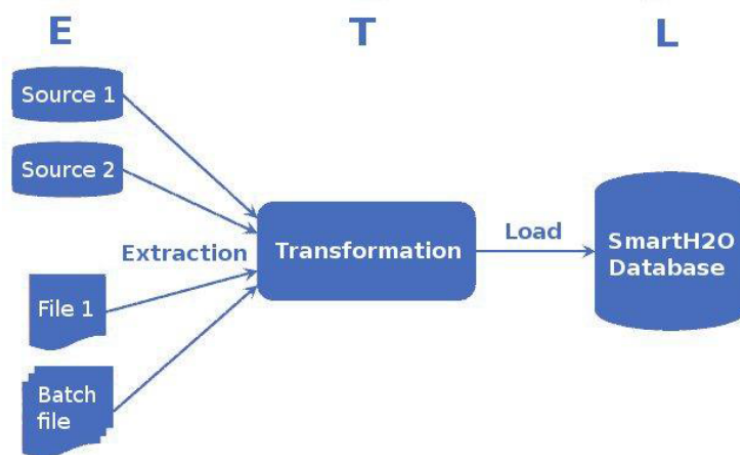 E T L
Source 1
Source 2
Extraction
Transformation
Load
SmartH2O
Database
File 1
Batch
file